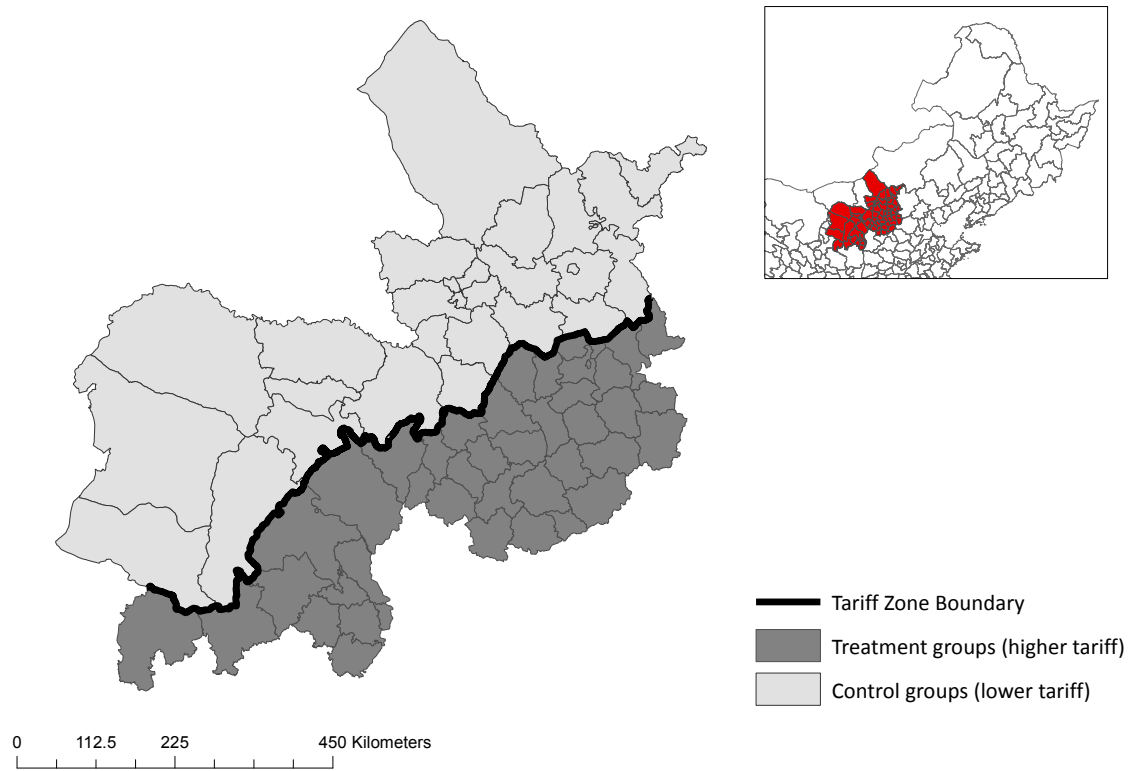 Tariff Zone Boundary
Treatment groups (higher tariff)
Control groups (lower tariff)
0 112.5 225 450 Kilometers